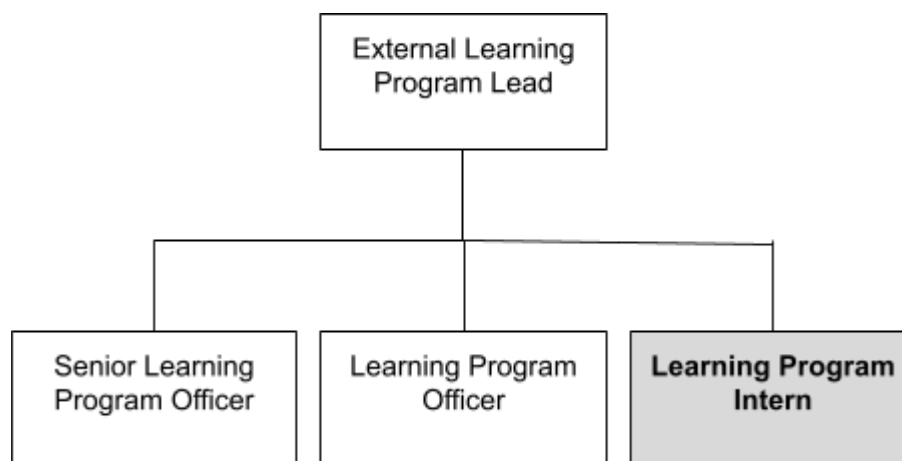 External Learning
Program Lead
Senior Learning
Program Officer
Learning Program
Officer
Learning Program
Intern